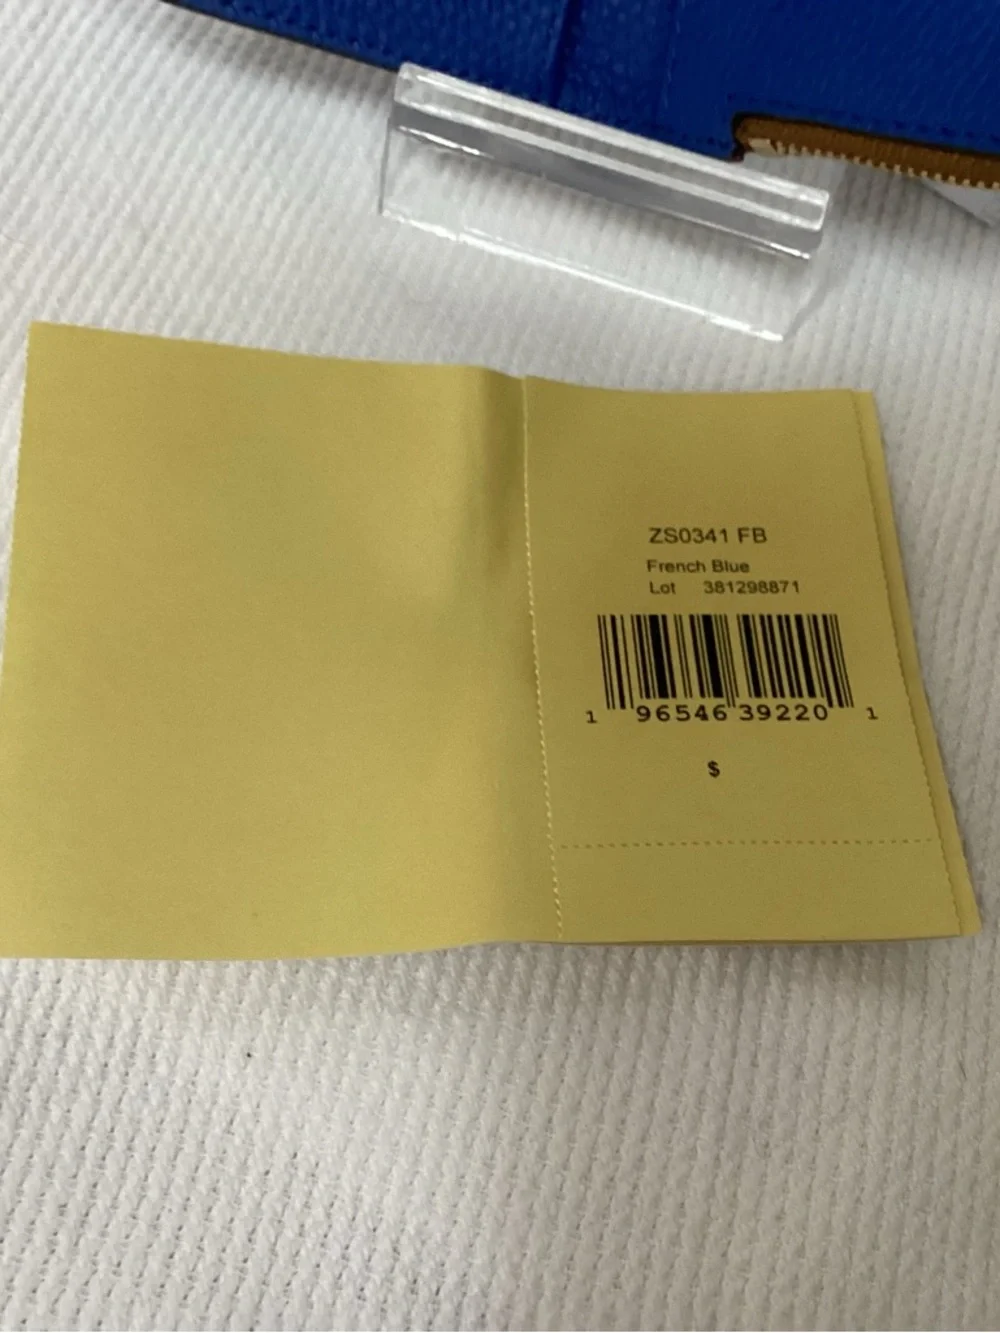 ZS0341 FB
French Blue
Lot 381298871
1 96546 39220 1
$